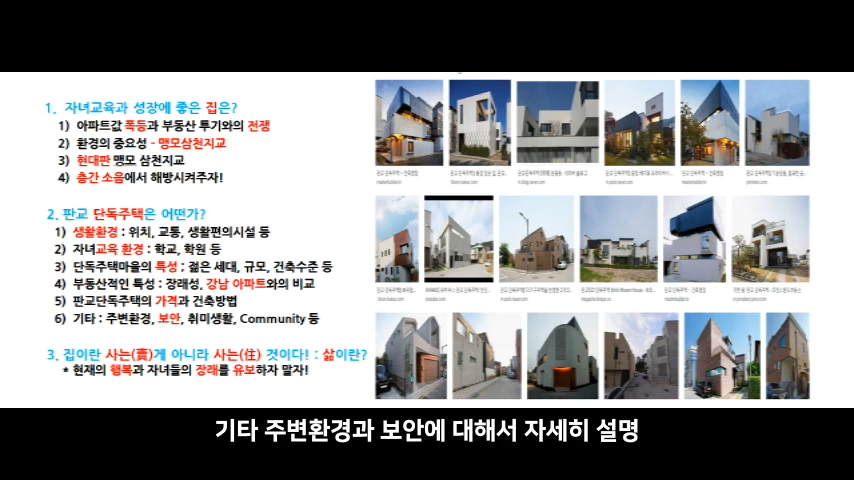 1. 자녀교육과 성장에 좋은 집은?
1) 아파트값 폭등과 부동산 투기와의 전쟁
2) 환경의 중요성 - 맹모삼천지교
3) 현대판 맹모 삼천지교
4) 층간 소음에서 해방시켜주자!
2. 판교 단독주택은 어떤가?
1) 생활환경 : 위치, 교통, 생활편의시설 등
2) 자녀교육 환경 : 학교, 학원 등
3) 단독주택마을의 특성 : 젊은 세대, 규모, 건축수준 등
4) 부동산적인 특성 : 장래성, 강남 아파트와의 비교
5) 판교단독주택의 가격과 건축방법
6) 기타 : 주변환경, 보안, 취미생활, Community 등
3. 집이란 사는(賣)게 아니라 사는(住) 것이다! : 삶이란?
* 현재의 행복과 자녀들의 장래를 유보하자 말자!
기타 주변환경과 보안에 대해서 자세히 설명